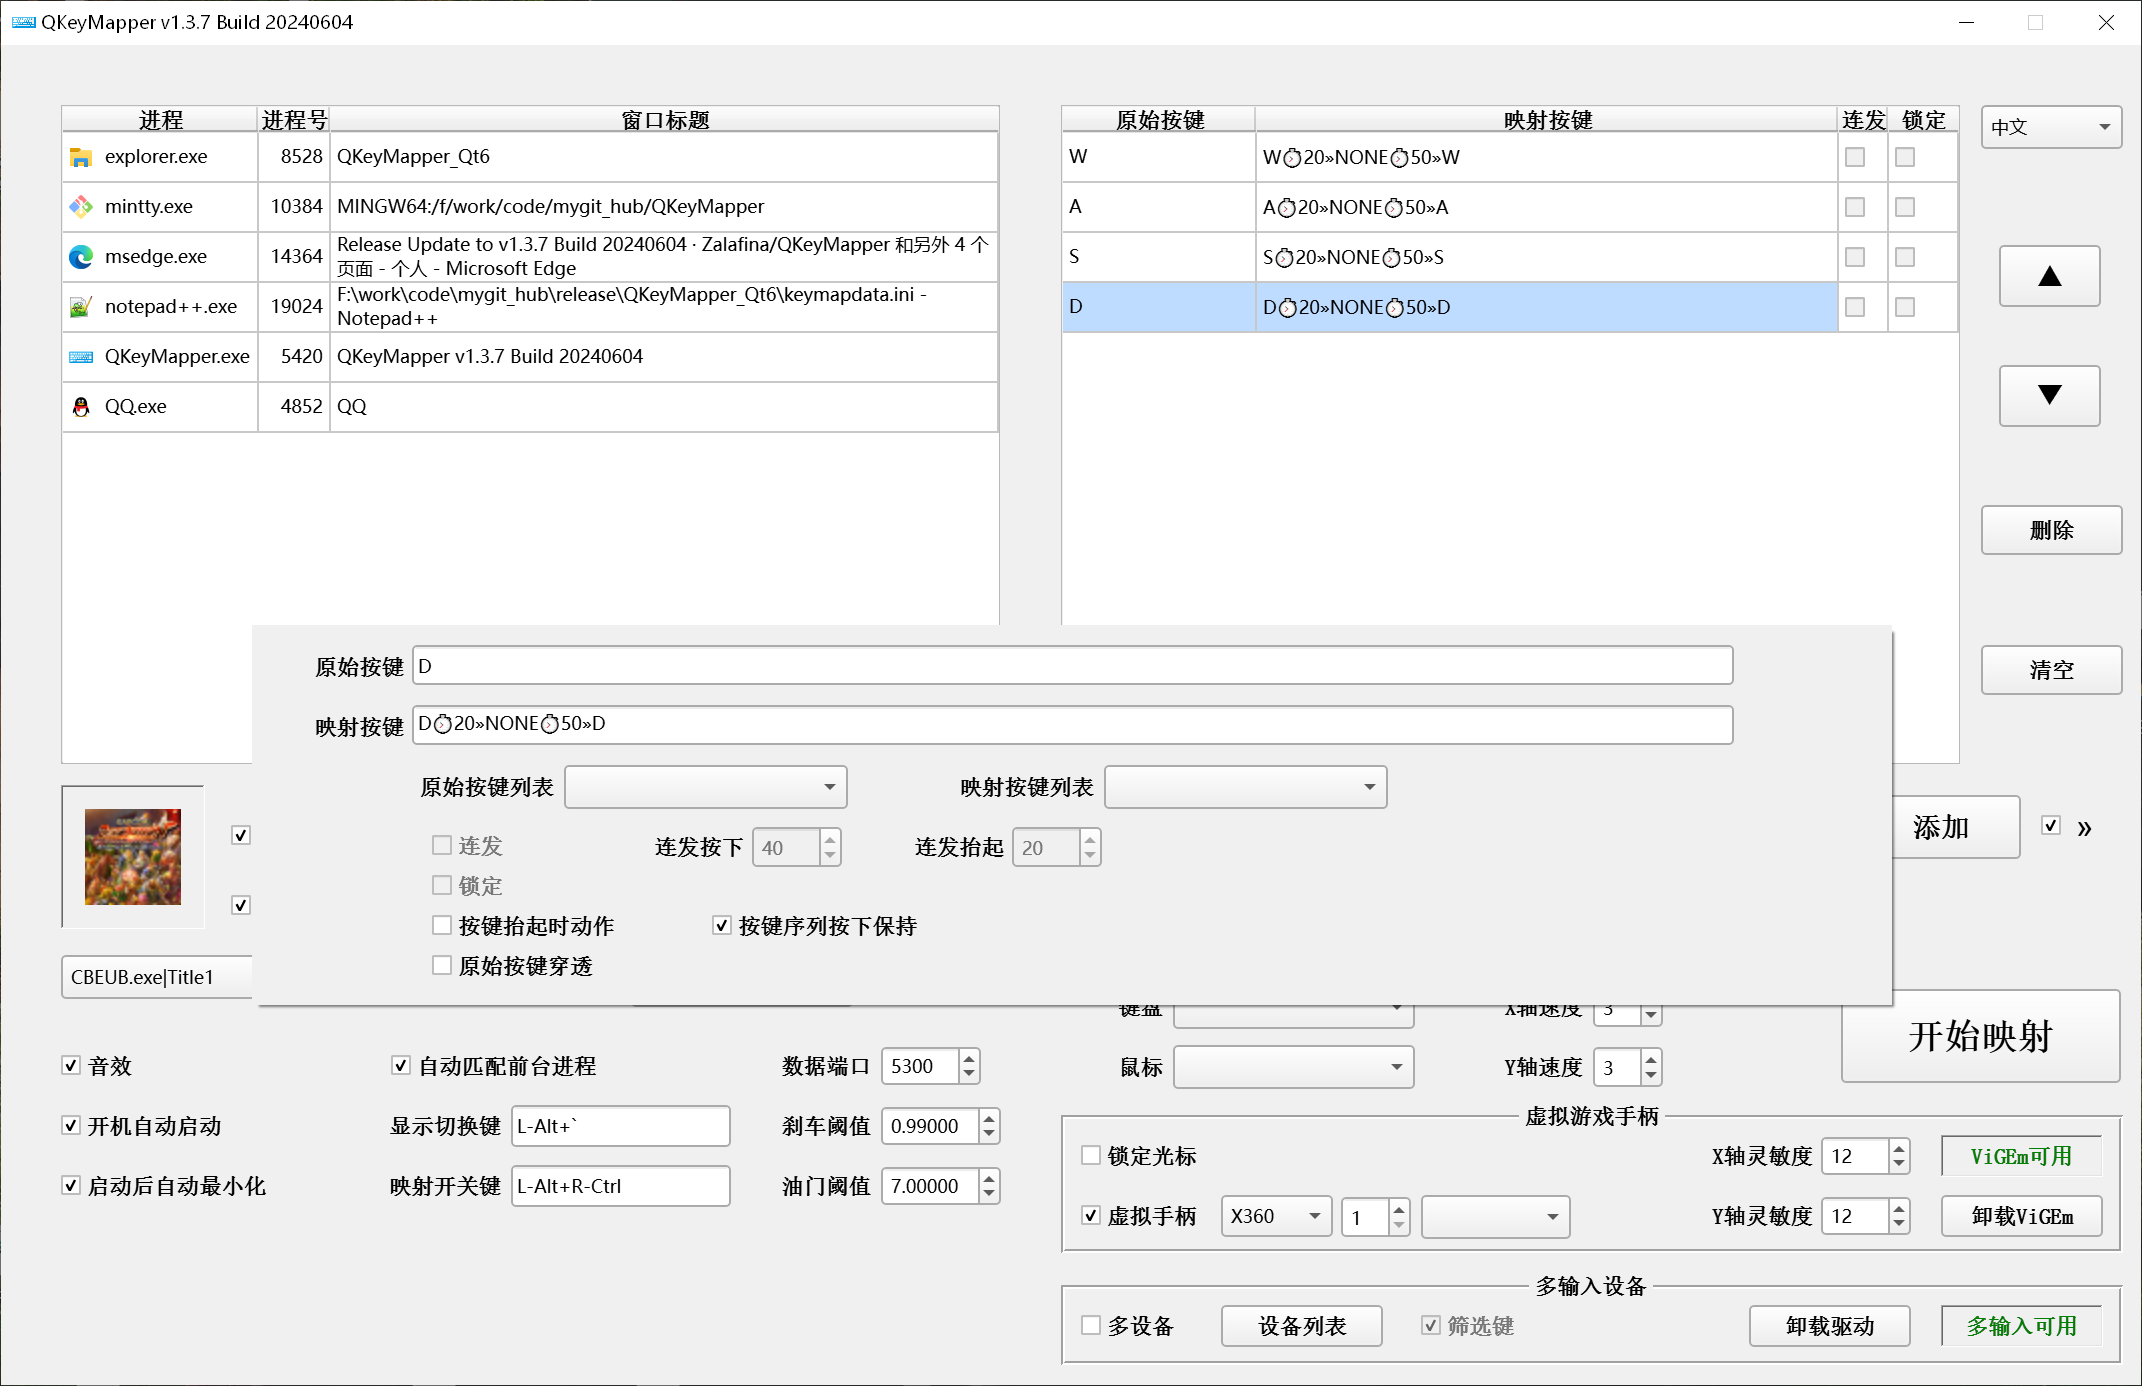 QKeyMapper v1.3.7 Build 20240604
进程 进程号 窗口标题
explorer.exe 8528 QKeyMapper_Qt6
mintty.exe 10384 MINGW64:/f/work/code/mygit_hub/QKeyMapper
msedge.exe 14364 Release Update to v1.3.7 Build 20240604 · Zalafina/QKeyMapper 和另外 4 个
页面 - 个人 - Microsoft Edge
notepad++.exe 19024 F:\work\code\mygit_hub\release\QKeyMapper_Qt6\keymapdata.ini -
Notepad++
QKeyMapper.exe 5420 QKeyMapper v1.3.7 Build 20240604
QQ.exe 4852 QQ
原始按键 映射按键 连发 锁定
W W⏱20»NONE⏱50»W
A A⏱20»NONE⏱50»A
S S⏱20»NONE⏱50»S
D D⏱20»NONE⏱50»D
中文
▲
▼
删除
清空
原始按键 D
映射按键 D⏱20»NONE⏱50»D
原始按键列表 映射按键列表
连发 连发按下 40 连发抬起 20
锁定
按键抬起时动作 按键序列按下保持
原始按键穿透
添加 »
CBEUB.exe|Title1
键盘 X轴速度 3
开始映射
音效 自动匹配前台进程 数据端口 5300 鼠标 Y轴速度 3
开机自动启动 显示切换键 L-Alt+` 刹车阈值 0.99000
启动后自动最小化 映射开关键 L-Alt+R-Ctrl 油门阈值 7.00000
虚拟游戏手柄
锁定光标 X轴灵敏度 12 ViGEm可用
虚拟手柄 X360 1 Y轴灵敏度 12 卸载ViGEm
多输入设备
多设备 设备列表 筛选键 卸载驱动 多输入可用